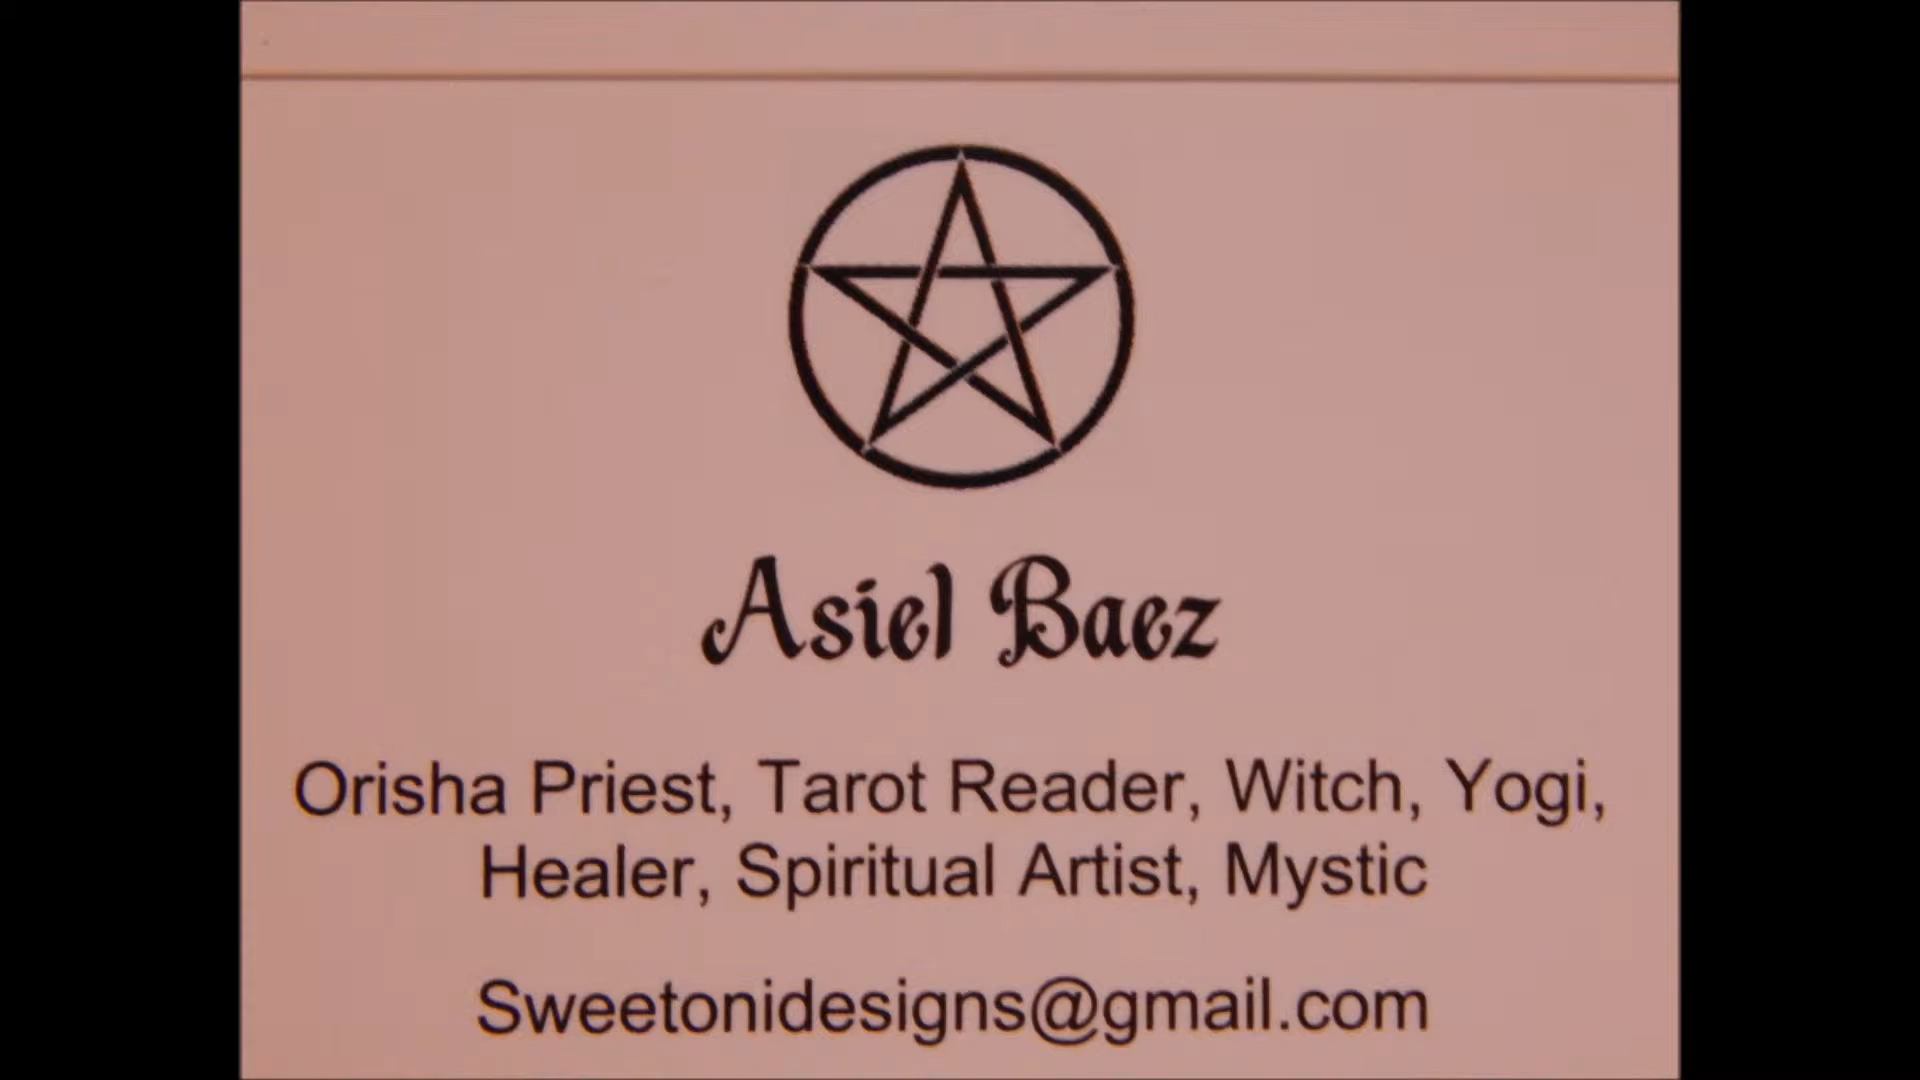 Asiel Baez
Orisha Priest, Tarot Reader, Witch, Yogi,
Healer, Spiritual Artist, Mystic
Sweetonidesigns@gmail.com